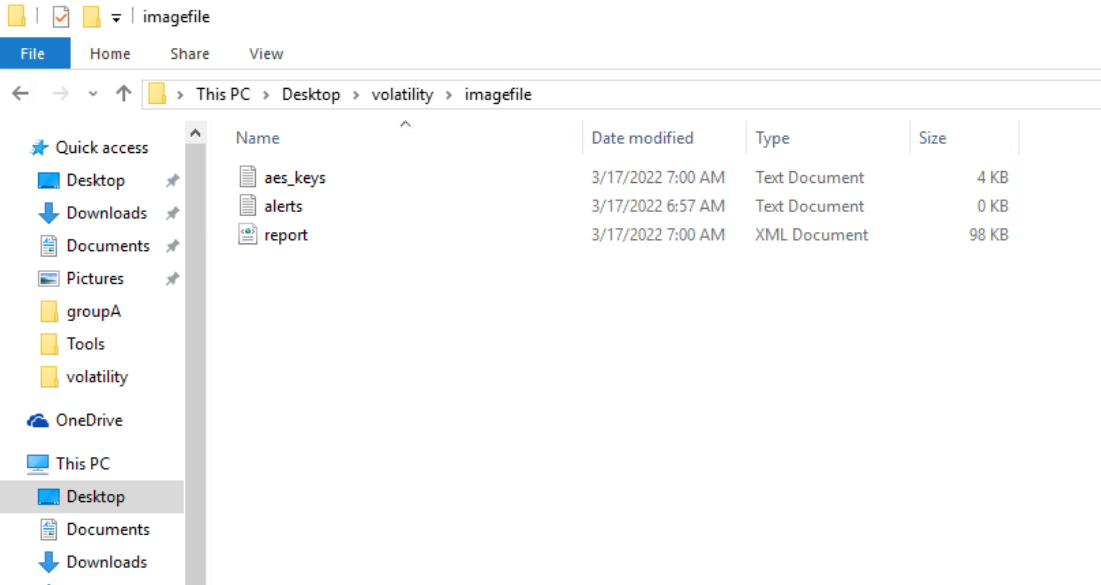 imagefile
File Home Share View
This PC > Desktop > volatility > imagefile
Quick access
Desktop
Downloads
Documents
Pictures
groupA
Tools
volatility
OneDrive
This PC
Desktop
Documents
Downloads
Name Date modified Type Size
aes_keys 3/17/2022 7:00 AM Text Document 4 KB
alerts 3/17/2022 6:57 AM Text Document 0 KB
report 3/17/2022 7:00 AM XML Document 98 KB